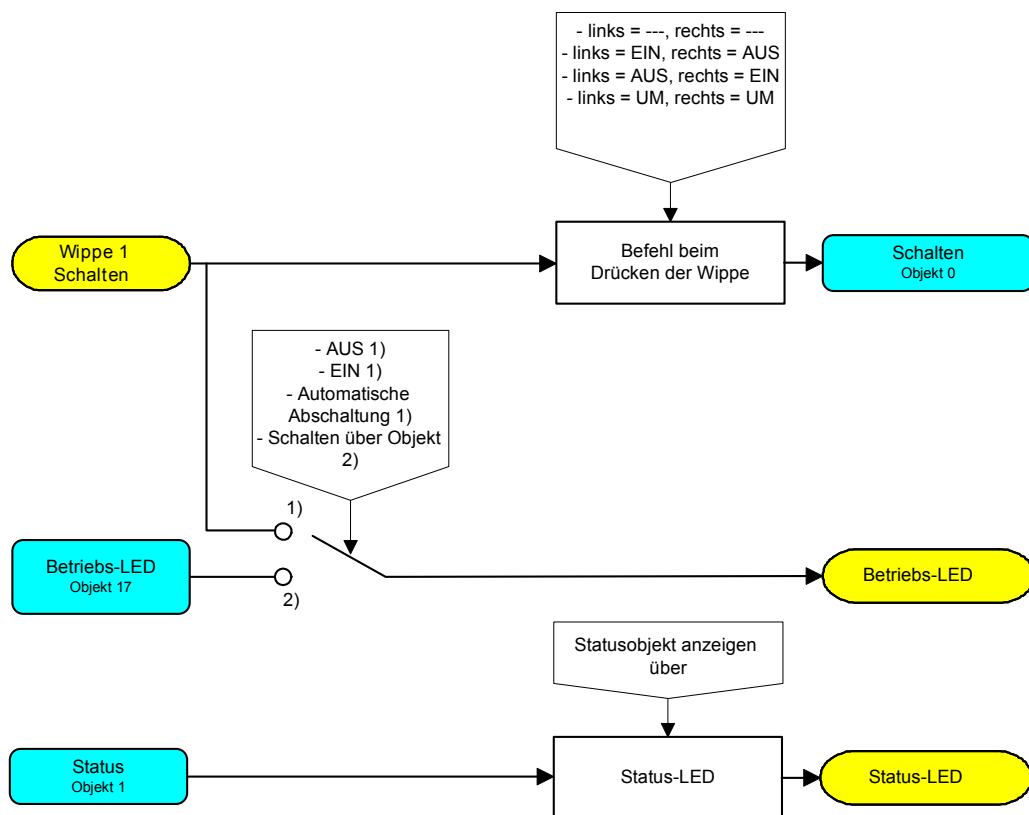 - links = ---, rechts = ---
- links = EIN, rechts = AUS
- links = AUS, rechts = EIN
- links = UM, rechts = UM
Wippe 1
Schalten
Befehl beim
Drücken der Wippe
Schalten
Objekt 0
- AUS 1)
- EIN 1)
- Automatische
Abschaltung 1)
- Schalten über Objekt
2)
1)
Betriebs-LED
Objekt 17
2)
Betriebs-LED
Statusobjekt anzeigen
über
Status
Objekt 1
Status-LED
Status-LED